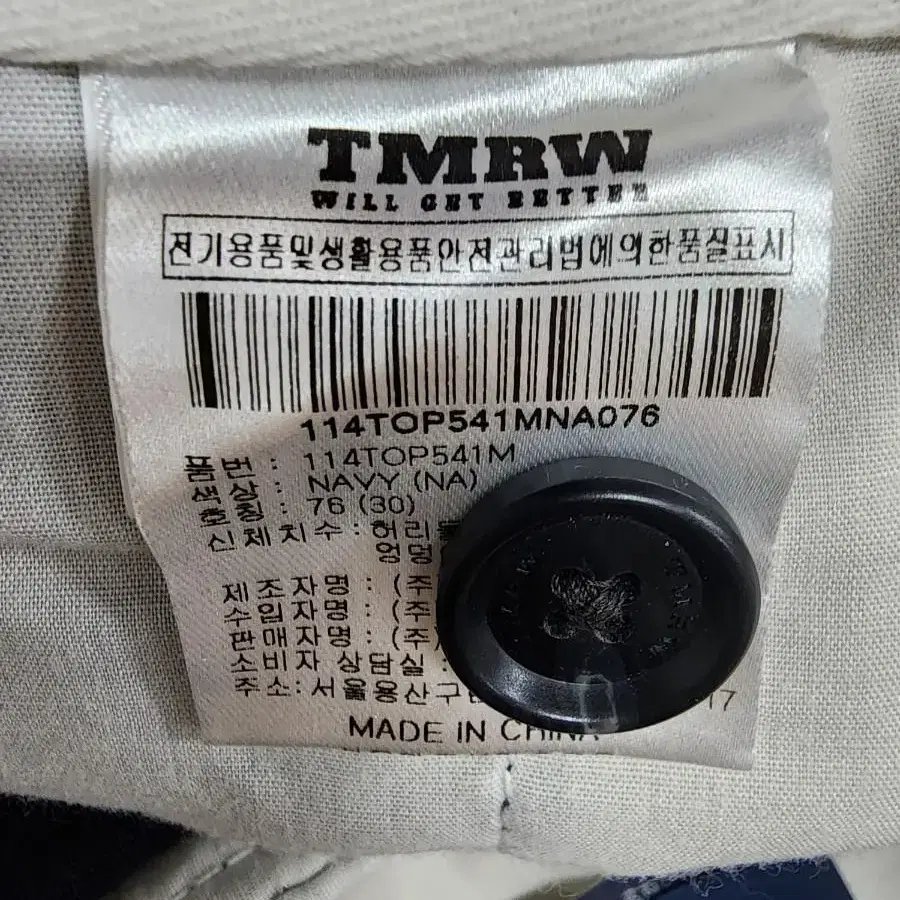 TMRW
WILL GET BETTER
전기용품및생활용품안전관리법에의한품질표시
114TOP541MNA076
품번 : 114TOP541M
색상 : NAVY (NA)
호칭 : 76 (30)
신체치수 : 허리
엉덩
제조자명 : (주
수입자명 : (주
판매자명 : (주)
소비자 상담실 :
주소: 서울용산구 17
MADE IN CHINA